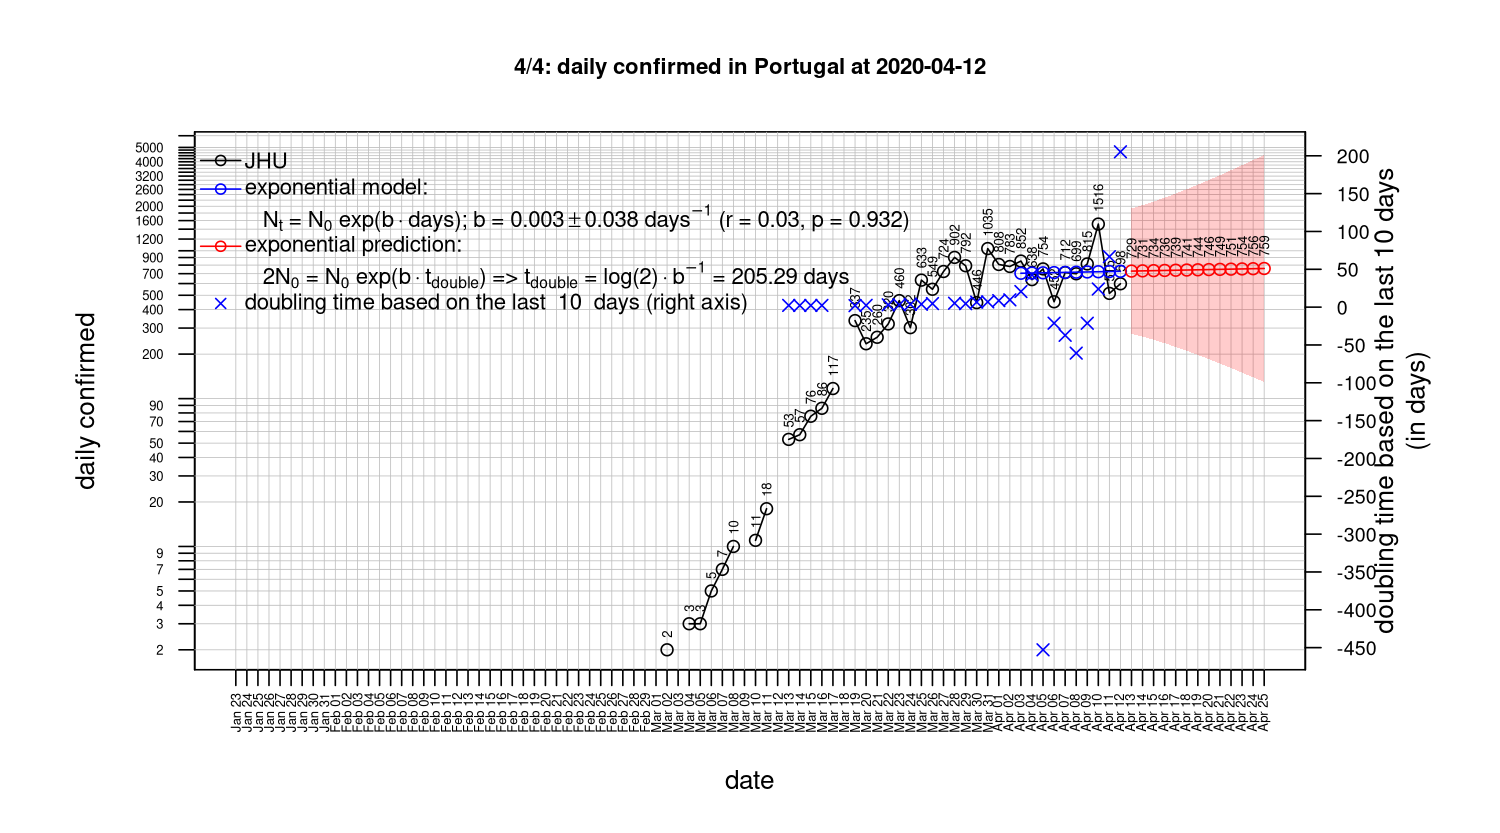 4/4: daily confirmed in Portugal at 2020-04-12
JHU
exponential model:
Nt = N0 exp(b · days); b = 0.003 ± 0.038 days−1 (r = 0.03, p = 0.932)
exponential prediction:
2N0 = N0 exp(b · tdouble) => tdouble = log(2) · b−1 = 205.29 days
doubling time based on the last 10 days (right axis)
daily confirmed
5000
4000
3200
2600
2000
1600
1200
900
700
500
400
300
200
90
70
50
40
30
20
9
7
5
4
3
2
2
3
3
5
7
10
11
18
53
57
76
86
117
235
260
460
633
549
724
902
792
446
1035
808
783
852
638
754
712
699
815
1516
729
731
734
736
739
741
744
746
749
751
754
756
759
200
150
100
50
0
-50
-100
-150
-200
-250
-300
-350
-400
-450
doubling time based on the last 10 days
(in days)
Jan 23
Jan 24
Jan 25
Jan 26
Jan 27
Jan 28
Jan 29
Jan 30
Jan 31
Feb 01
Feb 02
Feb 03
Feb 04
Feb 05
Feb 06
Feb 07
Feb 08
Feb 09
Feb 10
Feb 11
Feb 12
Feb 13
Feb 14
Feb 15
Feb 16
Feb 17
Feb 18
Feb 19
Feb 20
Feb 21
Feb 22
Feb 23
Feb 24
Feb 25
Feb 26
Feb 27
Feb 28
Feb 29
Mar 01
Mar 02
Mar 03
Mar 04
Mar 05
Mar 06
Mar 07
Mar 08
Mar 09
Mar 10
Mar 11
Mar 12
Mar 13
Mar 14
Mar 15
Mar 16
Mar 17
Mar 18
Mar 19
Mar 20
Mar 21
Mar 22
Mar 23
Mar 24
Mar 25
Mar 26
Mar 27
Mar 28
Mar 29
Mar 30
Mar 31
Apr 01
Apr 02
Apr 03
Apr 04
Apr 05
Apr 06
Apr 07
Apr 08
Apr 09
Apr 10
Apr 11
Apr 12
Apr 13
Apr 14
Apr 15
Apr 16
Apr 17
Apr 18
Apr 19
Apr 20
Apr 21
Apr 22
Apr 23
Apr 24
Apr 25
date